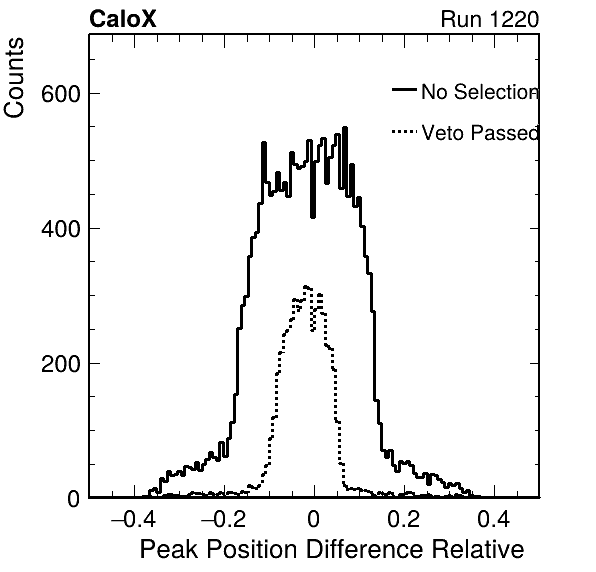 CaloX Run 1220
Counts
600
400
200
0
No Selection
Veto Passed
−0.4 −0.2 0 0.2 0.4
Peak Position Difference Relative